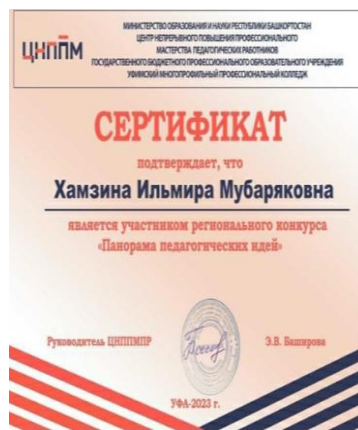 ЦНППМ
МИНИСТЕРСТВО ОБРАЗОВАНИЯ И НАУКИ РЕСПУБЛИКИ БАШКОРТОСТАН
ЦЕНТР НЕПРЕРЫВНОГО ПОВЫШЕНИЯ ПРОФЕССИОНАЛЬНОГО
МАСТЕРСТВА ПЕДАГОГИЧЕСКИХ РАБОТНИКОВ
ГОСУДАРСТВЕННОГО БЮДЖЕТНОГО ПРОФЕССИОНАЛЬНОГО ОБРАЗОВАТЕЛЬНОГО УЧРЕЖДЕНИЯ
УФИМСКИЙ МНОГОПРОФИЛЬНЫЙ ПРОФЕССИОНАЛЬНЫЙ КОЛЛЕДЖ
СЕРТИФИКАТ
подтверждает, что
Хамзина Ильмира Мубаряковна
является участником регионального конкурса
«Панорама педагогических идей»
Руководитель ЦНППМПР
Э.В. Баширова
УФА-2023 г.